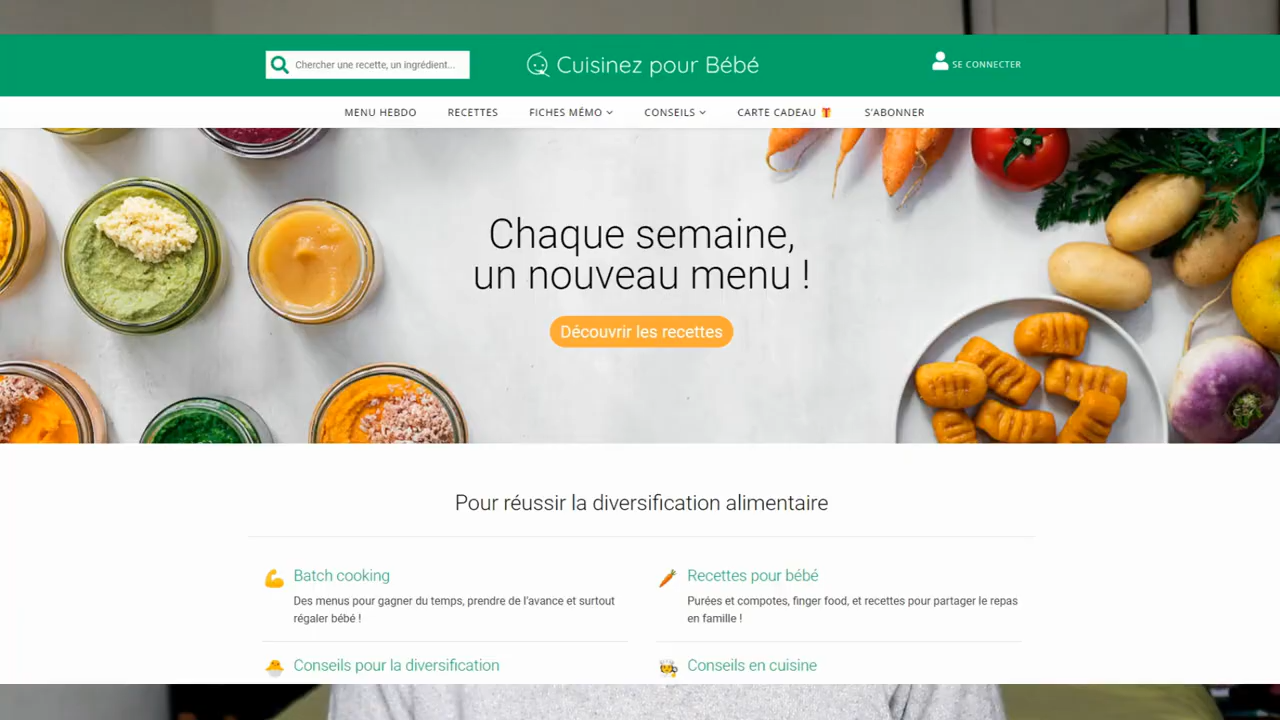 Chercher une recette, un ingrédient...
Cuisinez pour Bébé
SE CONNECTER
MENU HEBDO
RECETTES
FICHES MÉMO
CONSEILS
CARTE CADEAU
S'ABONNER
Chaque semaine,
un nouveau menu !
Découvrir les recettes
Pour réussir la diversification alimentaire
Batch cooking
Des menus pour gagner du temps, prendre de l'avance et surtout
régaler bébé !
Recettes pour bébé
Purées et compotes, finger food, et recettes pour partager le repas
en famille !
Conseils pour la diversification
Conseils en cuisine